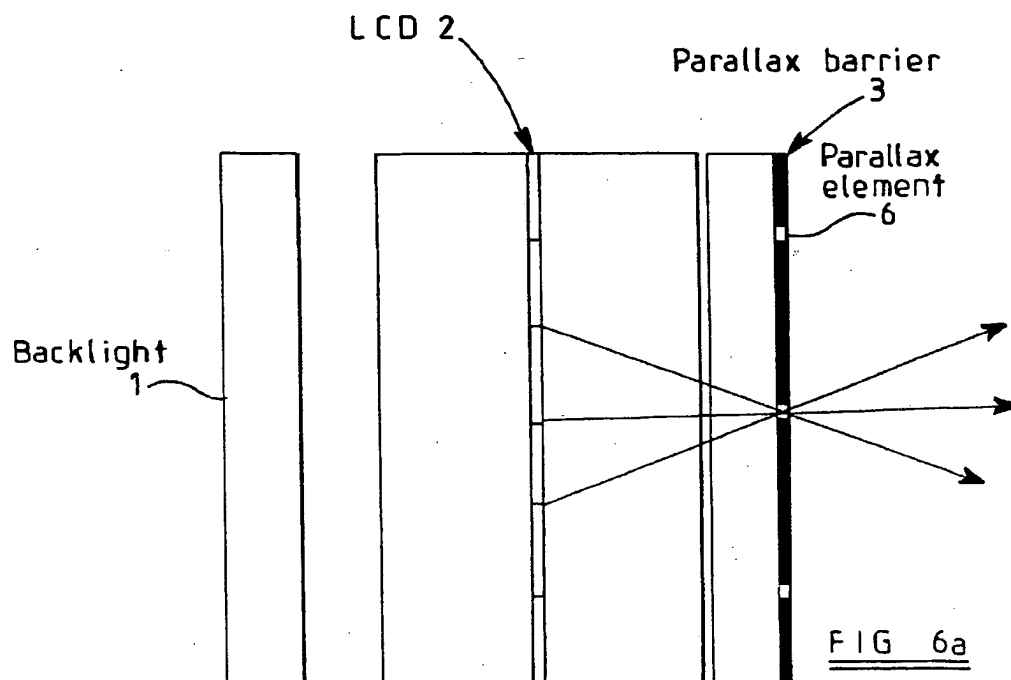 LCD 2
Parallax barrier
3
Parallax
element
6
Backlight
1
FIG 6a